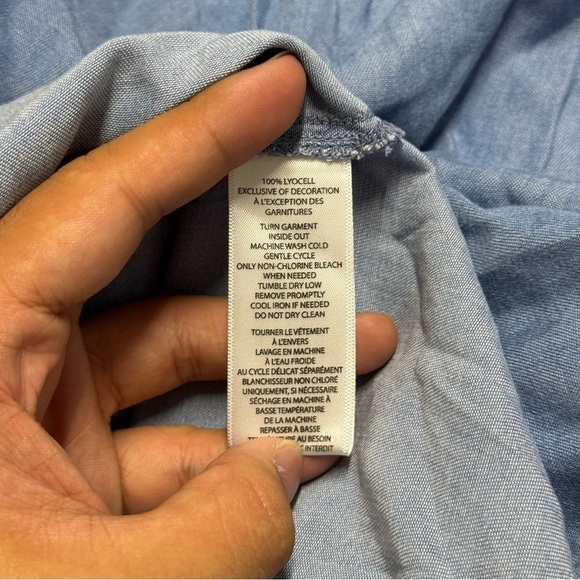 100% LYOCELL
EXCLUSIVE OF DECORATION
À L'EXCEPTION DES
GARNITURES
TURN GARMENT
INSIDE OUT
MACHINE WASH COLD
GENTLE CYCLE
ONLY NON-CHLORINE BLEACH
WHEN NEEDED
TUMBLE DRY LOW
REMOVE PROMPTLY
COOL IRON IF NEEDED
DO NOT DRY CLEAN
TOURNER LE VÊTEMENT
À L'ENVERS
LAVAGE EN MACHINE
À L'EAU FROIDE
AU CYCLE DÉLICAT SÉPARÉMENT
BLANCHISSEUR NON CHLORÉ
UNIQUEMENT, SI NÉCESSAIRE
SÉCHAGE EN MACHINE À
BASSE TEMPÉRATURE
DE LA MACHINE
REPASSER À BASSE
AU BESOIN
INTERDIT